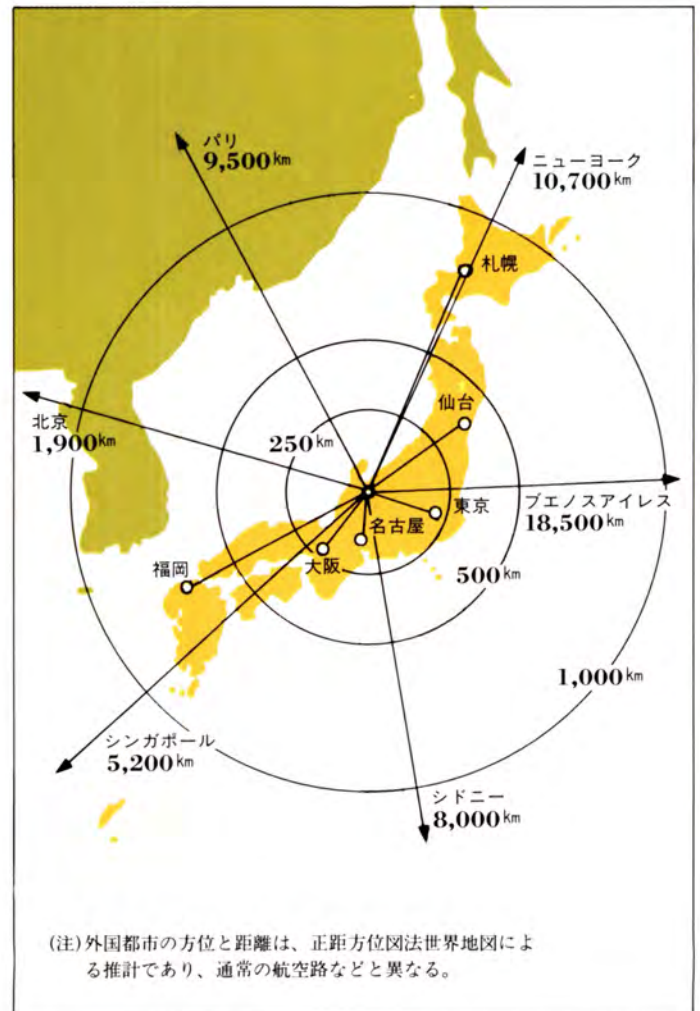 パリ
9,500km
ニューヨーク
10,700km
札幌
仙台
北京
1,900km
250km
東京
ブエノスアイレス
18,500km
名古屋
大阪
福岡
500km
1,000km
シンガポール
5,200km
シドニー
8,000km
(注)外国都市の方位と距離は、正距方位図法世界地図によ
る推計であり、通常の航空路などと異なる。